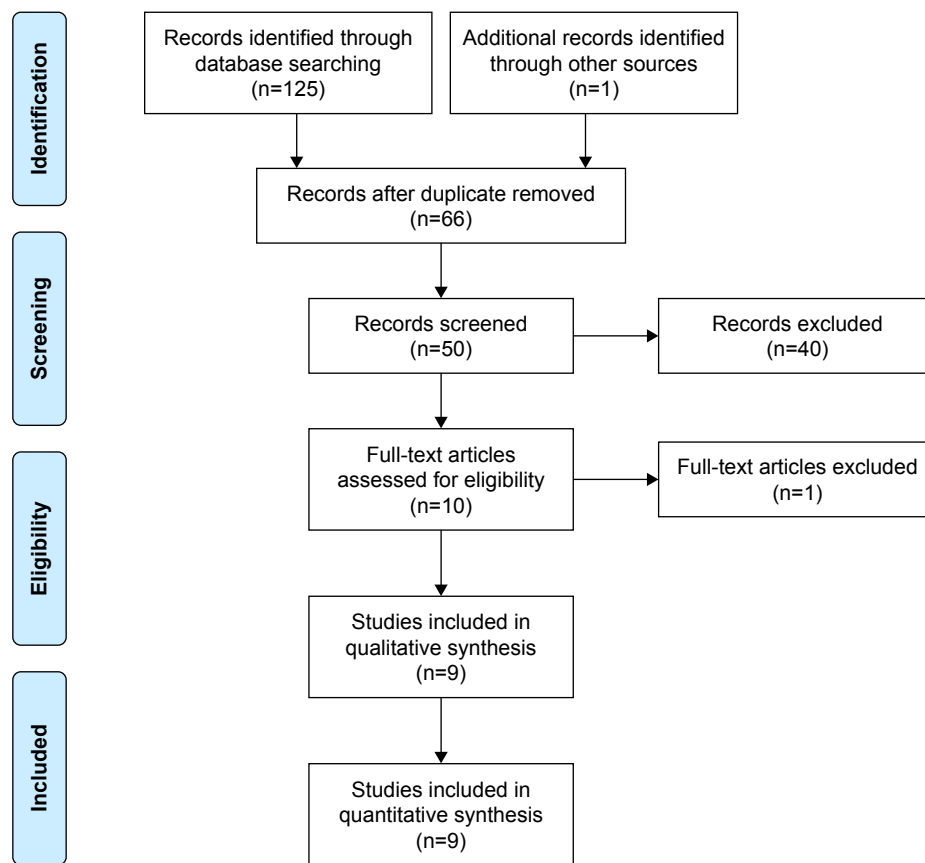 Identification
Records identified through
database searching
(n=125)
Additional records identified
through other sources
(n=1)
Records after duplicate removed
(n=66)
Screening
Records screened
(n=50)
Records excluded
(n=40)
Eligibility
Full-text articles
assessed for eligibility
(n=10)
Full-text articles excluded
(n=1)
Studies included in
qualitative synthesis
(n=9)
Included
Studies included in
quantitative synthesis
(n=9)